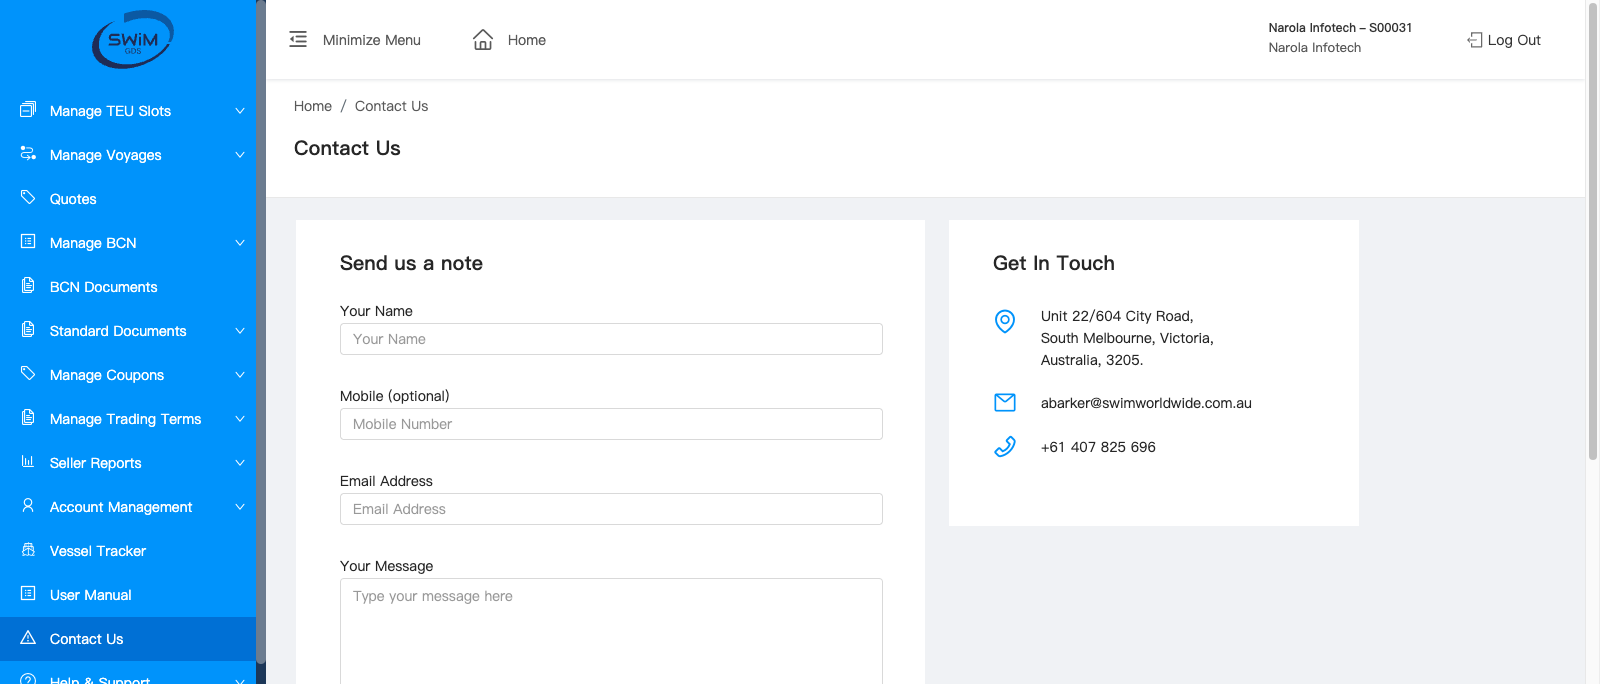 SWiM
GDS
Minimize Menu
Home
Narola Infotech – S00031
Narola Infotech
Log Out
Manage TEU Slots
Manage Voyages
Quotes
Manage BCN
BCN Documents
Standard Documents
Manage Coupons
Manage Trading Terms
Seller Reports
Account Management
Vessel Tracker
User Manual
Contact Us
Help & Support
Home / Contact Us
Contact Us
Send us a note
Your Name
Your Name
Mobile (optional)
Mobile Number
Email Address
Email Address
Your Message
Type your message here
Get In Touch
Unit 22/604 City Road,
South Melbourne, Victoria,
Australia, 3205.
abarker@swimworldwide.com.au
+61 407 825 696